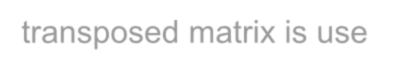 transposed matrix is use